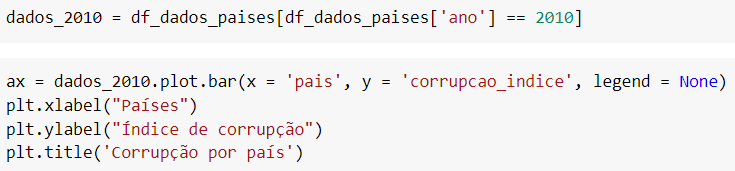 dados_2010 = df_dados_paises[df_dados_paises['ano'] == 2010]
ax = dados_2010.plot.bar(x = 'pais', y = 'corrupcao_indice', legend = None)
plt.xlabel("Países")
plt.ylabel("Índice de corrupção")
plt.title('Corrupção por país')